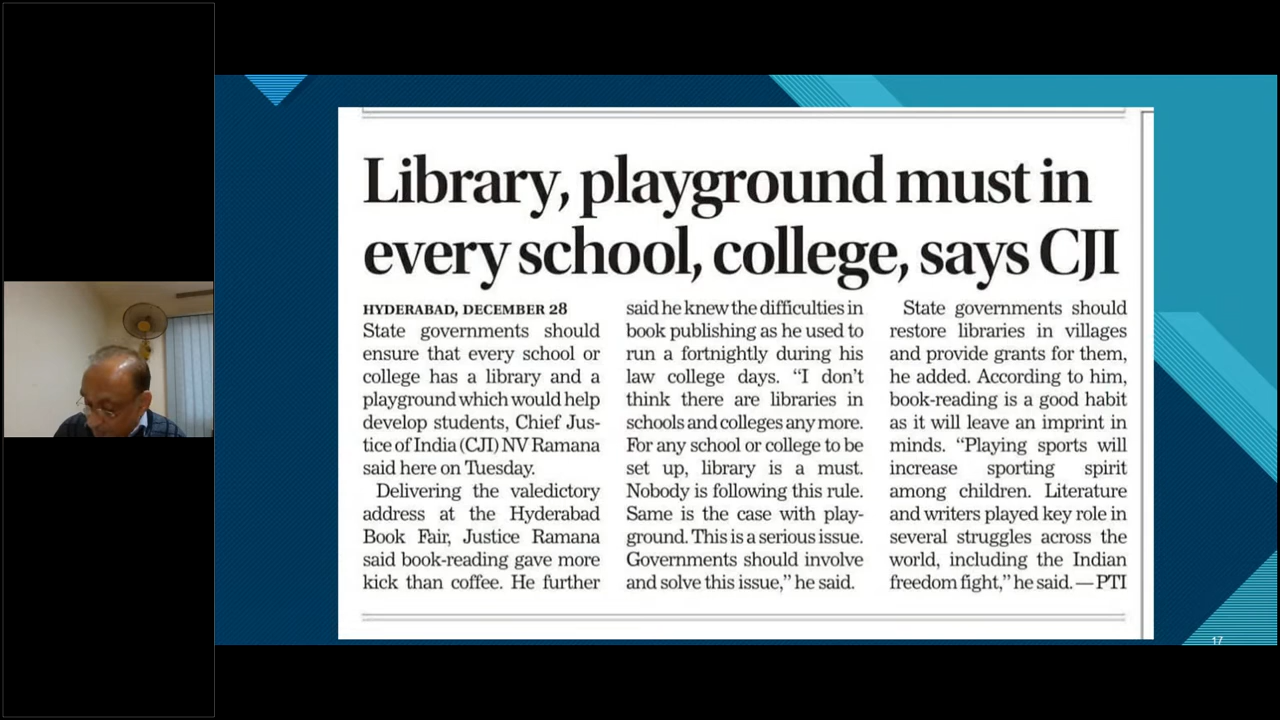 Library, playground must in
every school, college, says CJI
HYDERABAD, DECEMBER 28
State governments should
ensure that every school or
college has a library and a
playground which would help
develop students, Chief Jus-
tice of India (CJI) NV Ramana
said here on Tuesday.
Delivering the valedictory
address at the Hyderabad
Book Fair, Justice Ramana
said book-reading gave more
kick than coffee. He further
said he knew the difficulties in
book publishing as he used to
run a fortnightly during his
law college days. “I don’t
think there are libraries in
schools and colleges any more.
For any school or college to be
set up, library is a must.
Nobody is following this rule.
Same is the case with play-
ground. This is a serious issue.
Governments should involve
and solve this issue,” he said.
State governments should
restore libraries in villages
and provide grants for them,
he added. According to him,
book-reading is a good habit
as it will leave an imprint in
minds. “Playing sports will
increase sporting spirit
among children. Literature
and writers played key role in
several struggles across the
world, including the Indian
freedom fight,” he said. — PTI
17